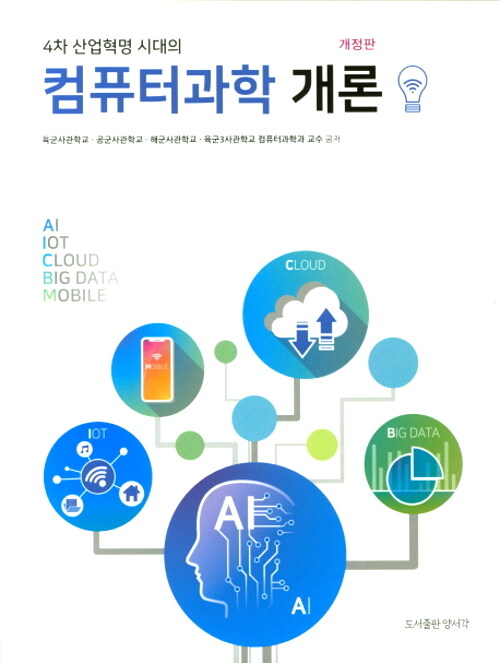 4차 산업혁명 시대의
개정판
컴퓨터과학 개론
육군사관학교 · 공군사관학교 · 해군사관학교 · 육군3사관학교 컴퓨터과학과 교수 공저
AI
IOT
CLOUD
BIG DATA
MOBILE
CLOUD
MOBILE
IOT
BIG DATA
AI
AI
도서출판 양서각